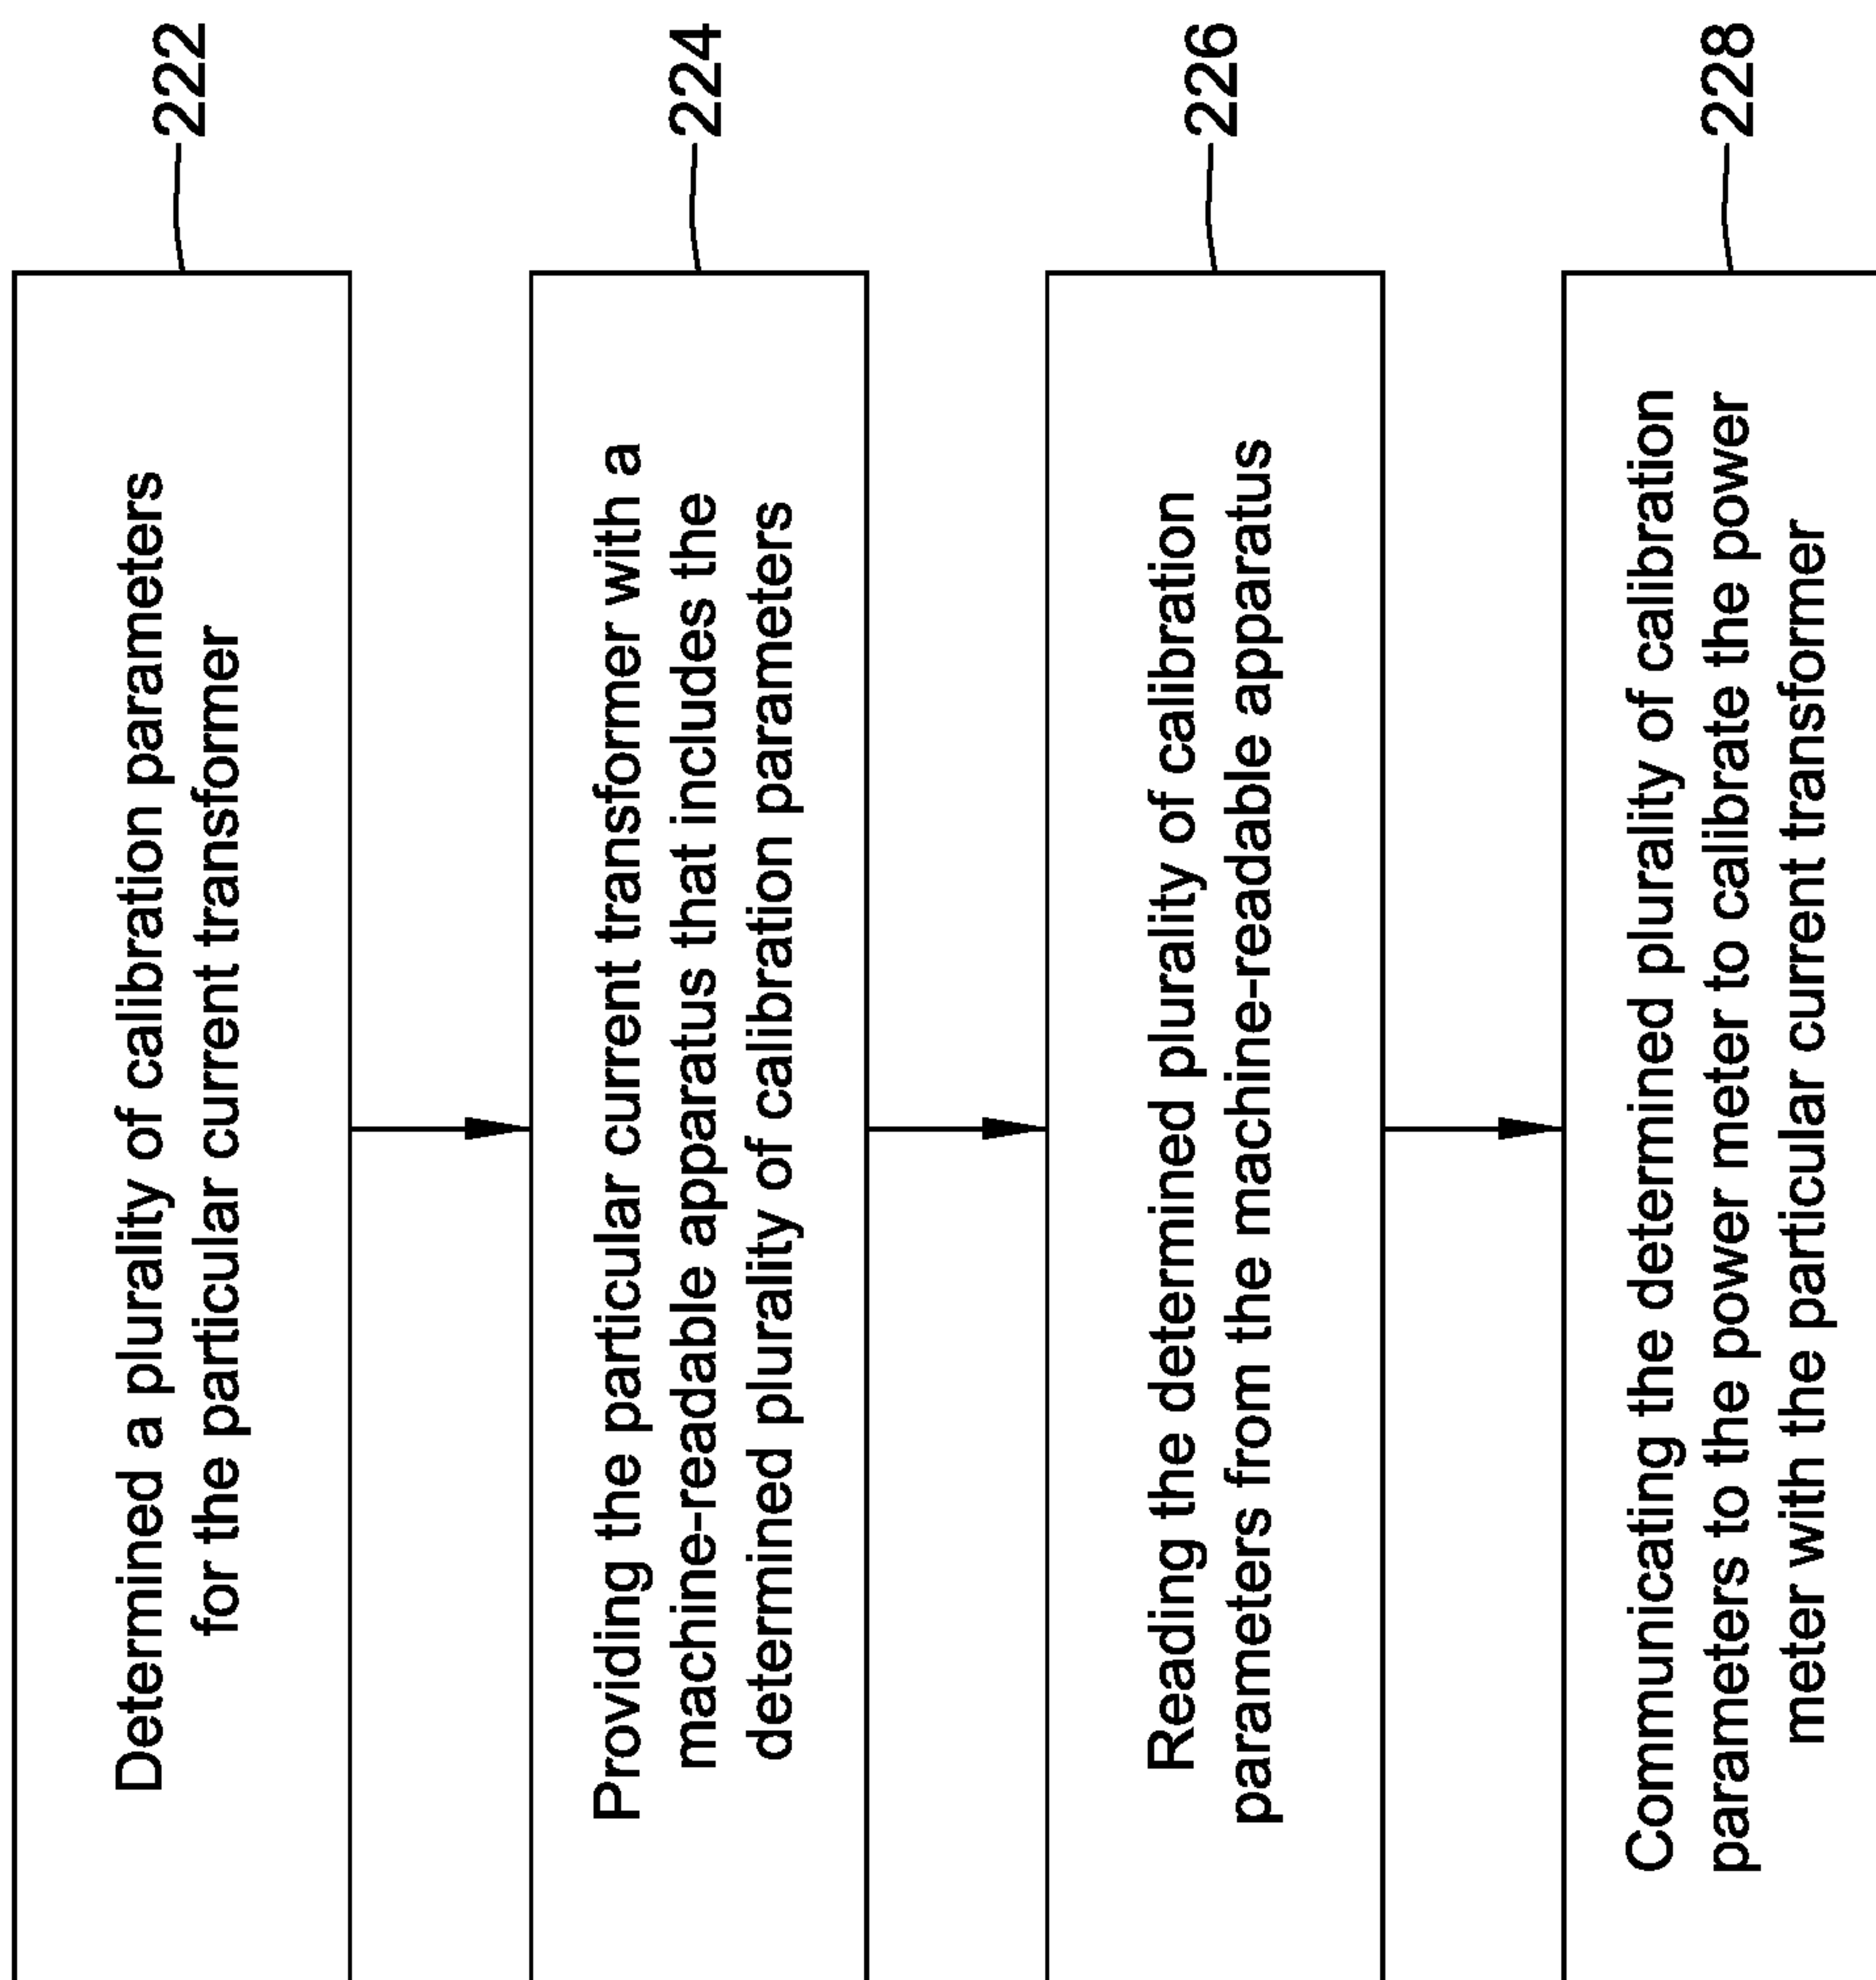 Determined a plurality of calibration parameters
for the particular current transformer
222
Providing the particular current transformer with a
machine-readable apparatus that includes the
determined plurality of calibration parameters
224
Reading the determined plurality of calibration
parameters from the machine-readable apparatus
226
Communicating the determined plurality of calibration
parameters to the power meter to calibrate the power
meter with the particular current transformer
228